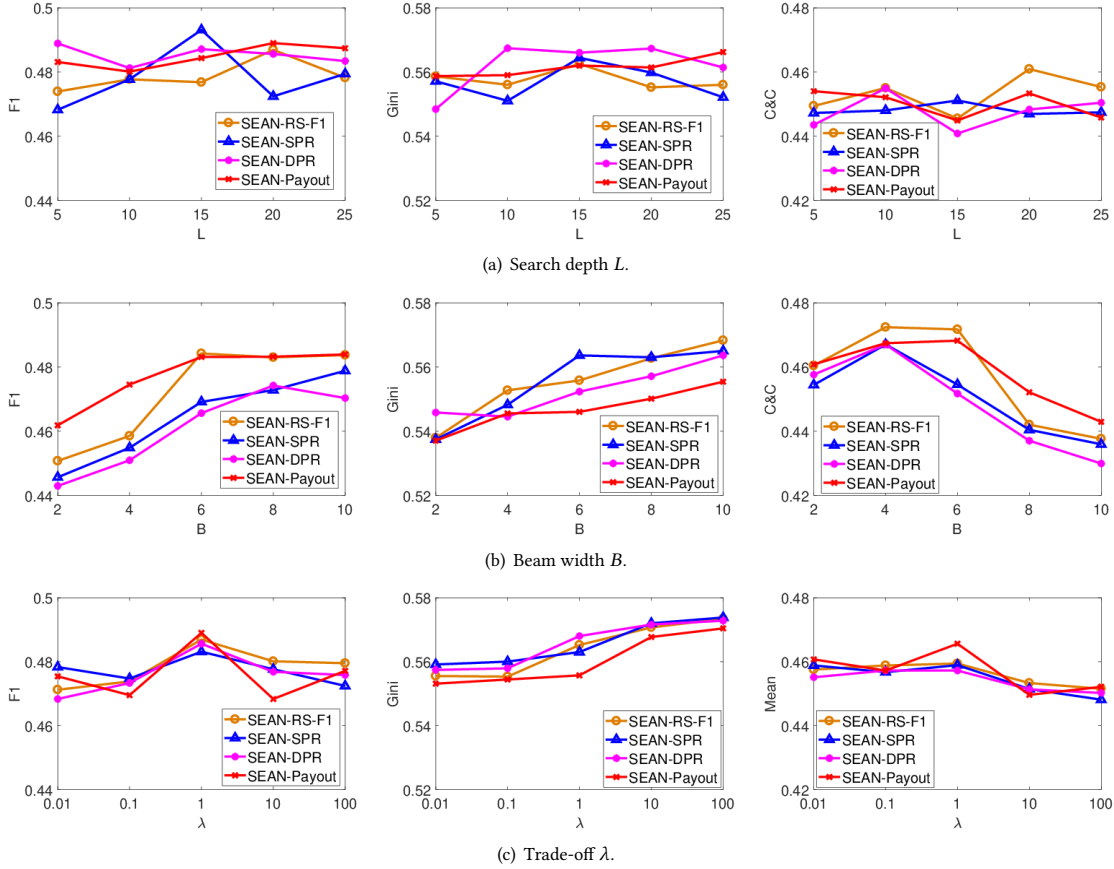 0.5
0.48
0.46
0.44
F1
5 10 15 20 25
L
SEAN-RS-F1
SEAN-SPR
SEAN-DPR
SEAN-Payout
0.58
0.56
0.54
0.52
Gini
5 10 15 20 25
L
SEAN-RS-F1
SEAN-SPR
SEAN-DPR
SEAN-Payout
0.48
0.46
0.44
0.42
C&C
5 10 15 20 25
L
SEAN-RS-F1
SEAN-SPR
SEAN-DPR
SEAN-Payout
(a) Search depth L.
0.5
0.48
0.46
0.44
F1
2 4 6 8 10
B
SEAN-RS-F1
SEAN-SPR
SEAN-DPR
SEAN-Payout
0.58
0.56
0.54
0.52
Gini
2 4 6 8 10
B
SEAN-RS-F1
SEAN-SPR
SEAN-DPR
SEAN-Payout
0.48
0.46
0.44
0.42
C&C
2 4 6 8 10
B
SEAN-RS-F1
SEAN-SPR
SEAN-DPR
SEAN-Payout
(b) Beam width B.
0.5
0.48
0.46
0.44
F1
0.01 0.1 1 10 100
λ
SEAN-RS-F1
SEAN-SPR
SEAN-DPR
SEAN-Payout
0.58
0.56
0.54
0.52
Gini
0.01 0.1 1 10 100
λ
SEAN-RS-F1
SEAN-SPR
SEAN-DPR
SEAN-Payout
0.48
0.46
0.44
0.42
Mean
0.01 0.1 1 10 100
λ
SEAN-RS-F1
SEAN-SPR
SEAN-DPR
SEAN-Payout
(c) Trade-off λ.